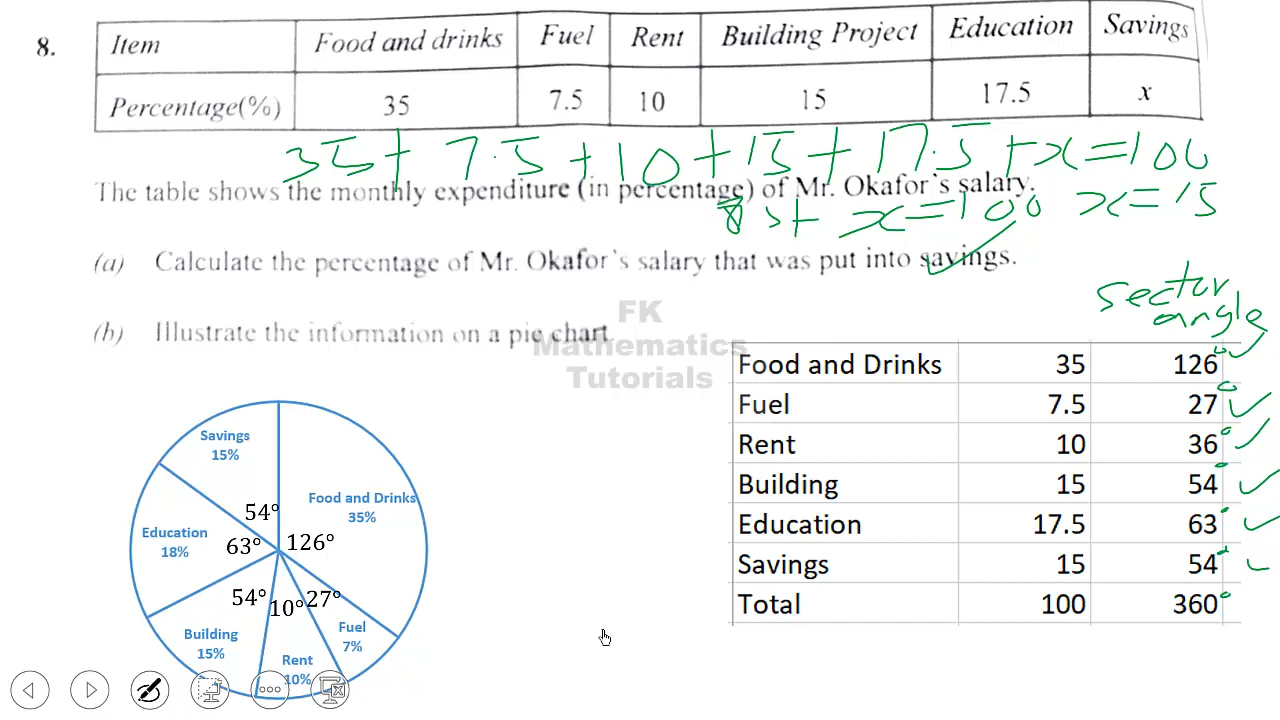 8.
Item Food and drinks Fuel Rent Building Project Education Savings
Percentage(%) 35 7.5 10 15 17.5 x
35 + 7.5 + 10 + 15 + 17.5 + x = 100
The table shows the monthly expenditure (in percentage) of Mr. Okafor's salary.
85 + x = 100 x = 15
(a) Calculate the percentage of Mr. Okafor's salary that was put into savings.
sector
angle
(b) Illustrate the information on a pie chart
FK
Mathematics
Tutorials
Food and Drinks 35 126°
Fuel 7.5 27°
Rent 10 36°
Building 15 54°
Education 17.5 63°
Savings 15 54°
Total 100 360°
Savings
15%
Food and Drinks
35%
54°
Education
18%
63°
126°
54°
10°
27°
Building
15%
Fuel
7%
Rent
10%